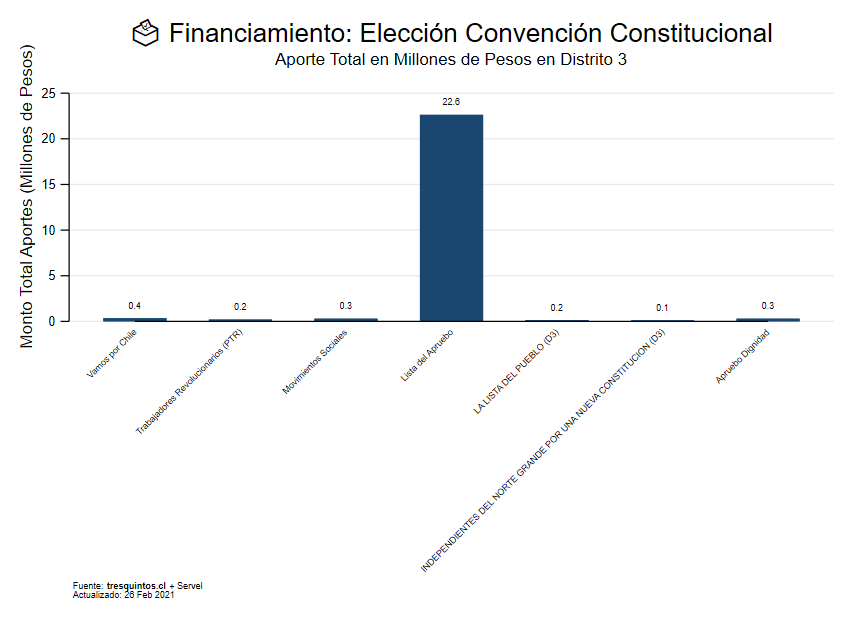 Financiamiento: Elección Convención Constitucional
Aporte Total en Millones de Pesos en Distrito 3
Monto Total Aportes (Millones de Pesos)
25
20
15
10
5
0
0.4
0.2
0.3
22.6
0.2
0.1
0.3
Vamos por Chile
Trabajadores Revolucionarios (PTR)
Movimientos Sociales
Lista del Apruebo
LA LISTA DEL PUEBLO (D3)
INDEPENDIENTES DEL NORTE GRANDE POR UNA NUEVA CONSTITUCION (D3)
Apruebo Dignidad
Fuente: tresquintos.cl + Servel
Actualizado: 26 Feb 2021